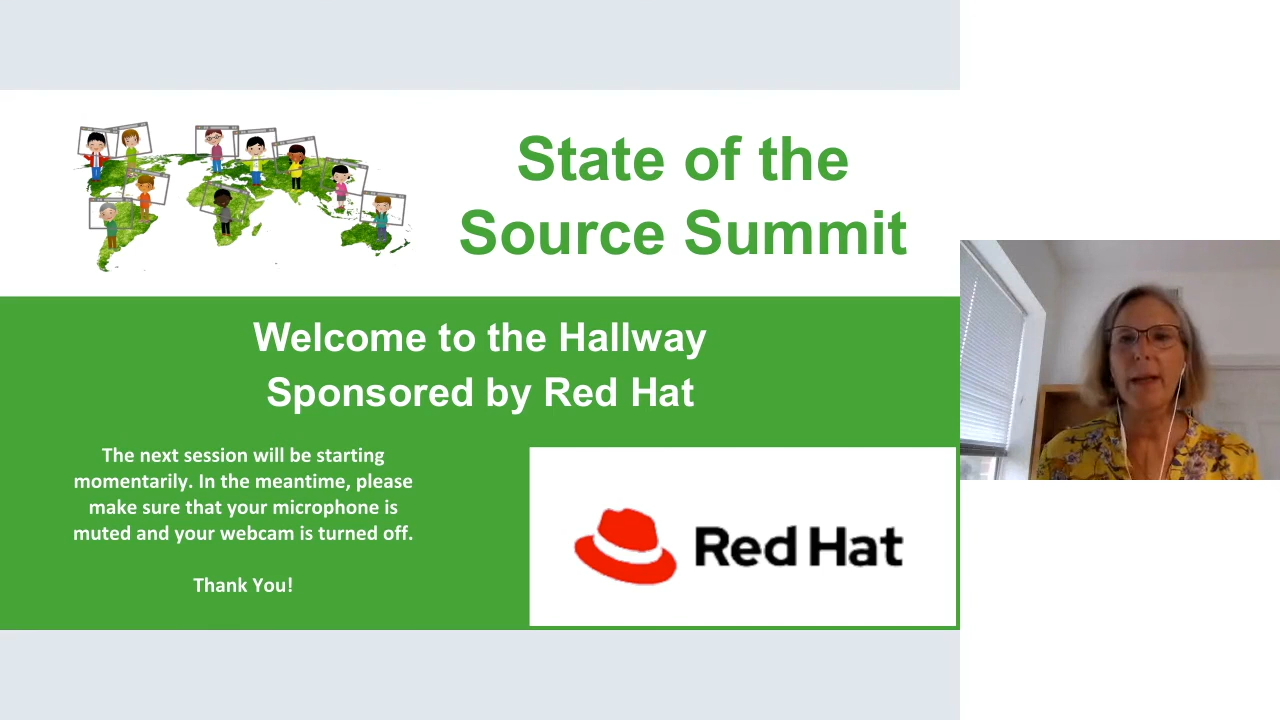 State of the
Source Summit
Welcome to the Hallway
Sponsored by Red Hat
The next session will be starting
momentarily. In the meantime, please
make sure that your microphone is
muted and your webcam is turned off.
Thank You!
Red Hat